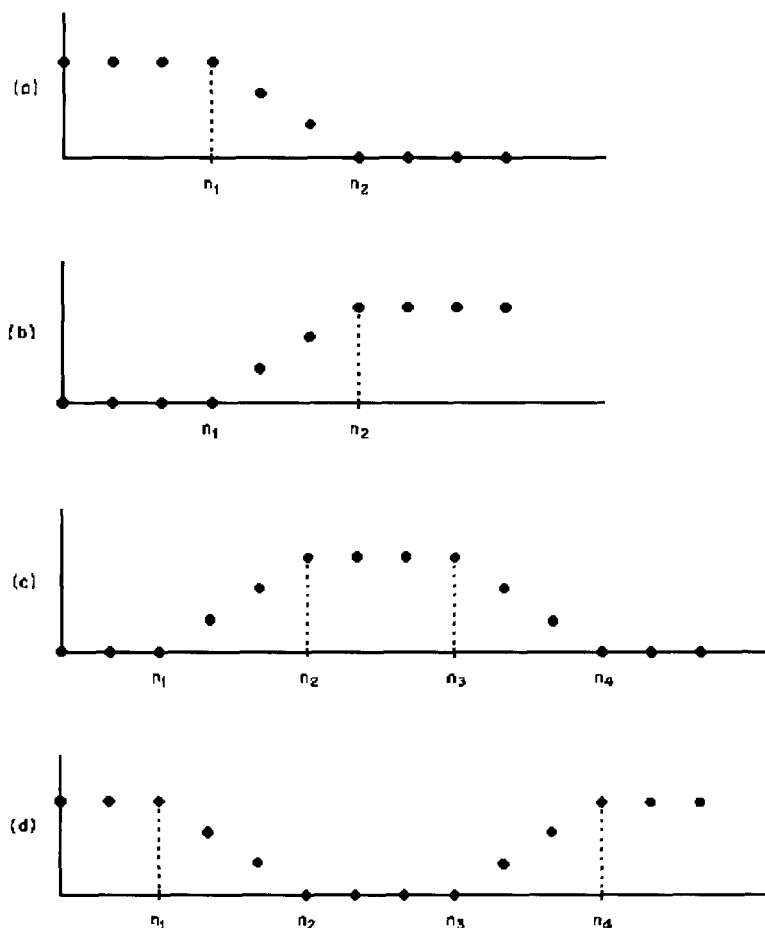 (a)
n₁ n₂
(b)
n₁ n₂
(c)
n₁ n₂ n₃ n₄
(d)
n₁ n₂ n₃ n₄